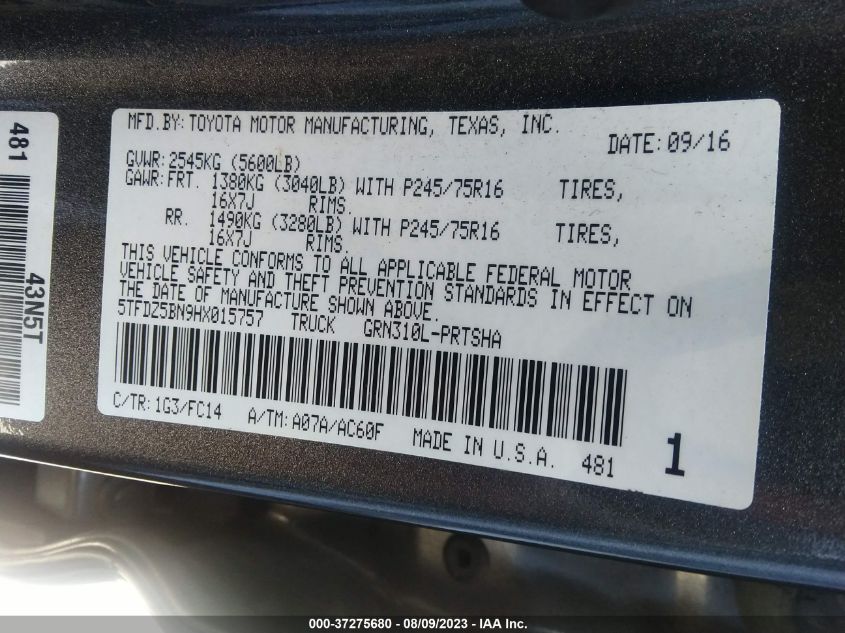 481
43N5T
MFD.BY:TOYOTA MOTOR MANUFACTURING, TEXAS, INC.
DATE:09/16
GVWR:2545KG (5600LB)
GAWR:FRT. 1380KG (3040LB) WITH P245/75R16 TIRES,
16X7J RIMS.
RR. 1490KG (3280LB) WITH P245/75R16 TIRES,
16X7J RIMS.
THIS VEHICLE CONFORMS TO ALL APPLICABLE FEDERAL MOTOR
VEHICLE SAFETY AND THEFT PREVENTION STANDARDS IN EFFECT ON
THE DATE OF MANUFACTURE SHOWN ABOVE.
5TFDZ5BN9HX015757 TRUCK GRN310L-PRTSHA
C/TR:1G3/FC14 A/TM:A07A/AC60F MADE IN U.S.A. 481
1
000-37275680 - 08/09/2023 - IAA Inc.